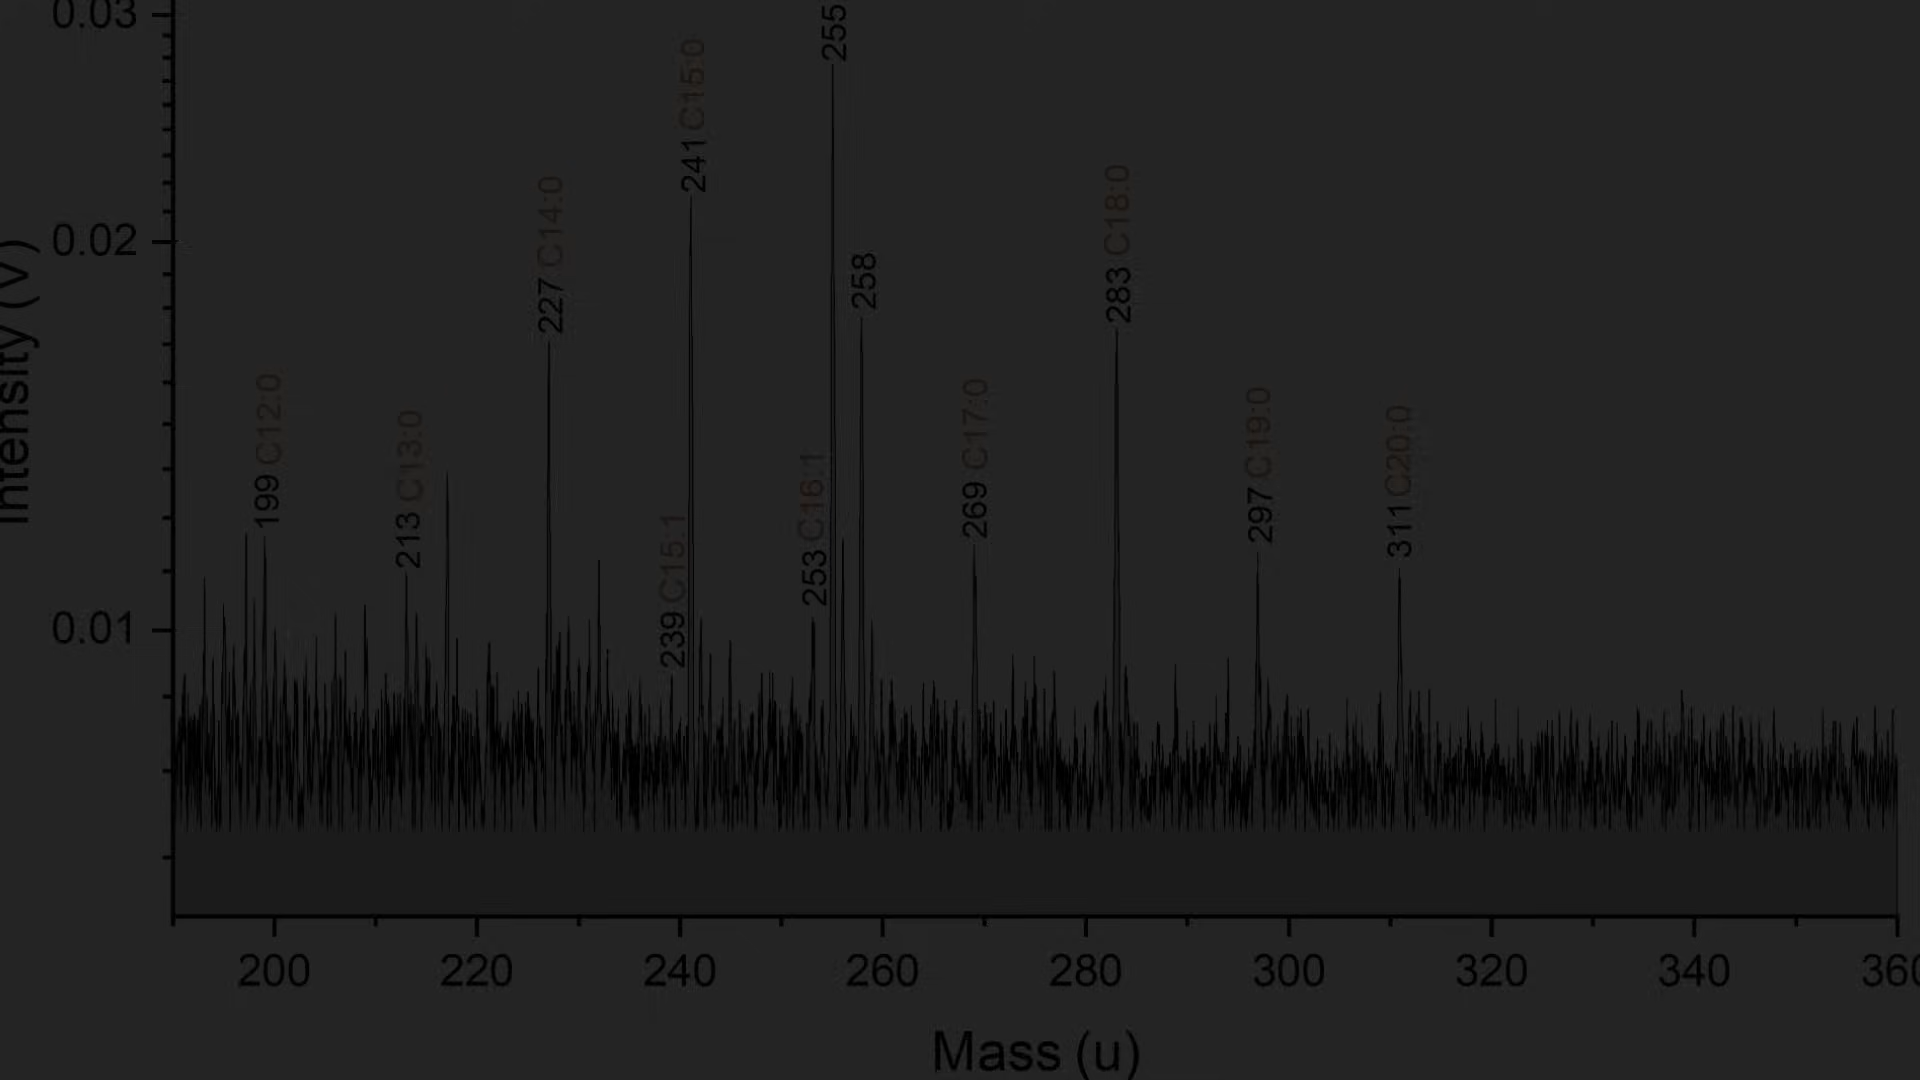 0.03
0.02
0.01
Intensity (V)
199 C12:0
213 C13:0
227 C14:0
239 C15:1
241 C15:0
253 C16:1
255
258
269 C17:0
283 C18:0
297 C19:0
311 C20:0
200 220 240 260 280 300 320 340 360
Mass (u)